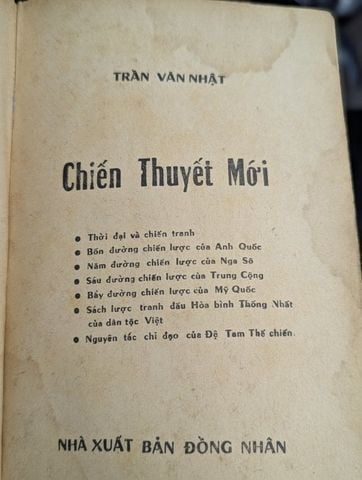 TRẦN VĂN NHẬT
Chiến Thuyết Mới
• Thời đại và chiến tranh
• Bốn đường chiến lược của Anh Quốc
• Năm đường chiến lược của Nga Sô
• Sáu đường chiến lược của Trung Cộng
• Bảy đường chiến lược của Mỹ Quốc
• Sách lược tranh đấu Hòa bình Thống Nhất
của dân tộc Việt
• Nguyên tắc chỉ đạo của Đệ Tam Thế chiến.
NHÀ XUẤT BẢN ĐỒNG NHÂN